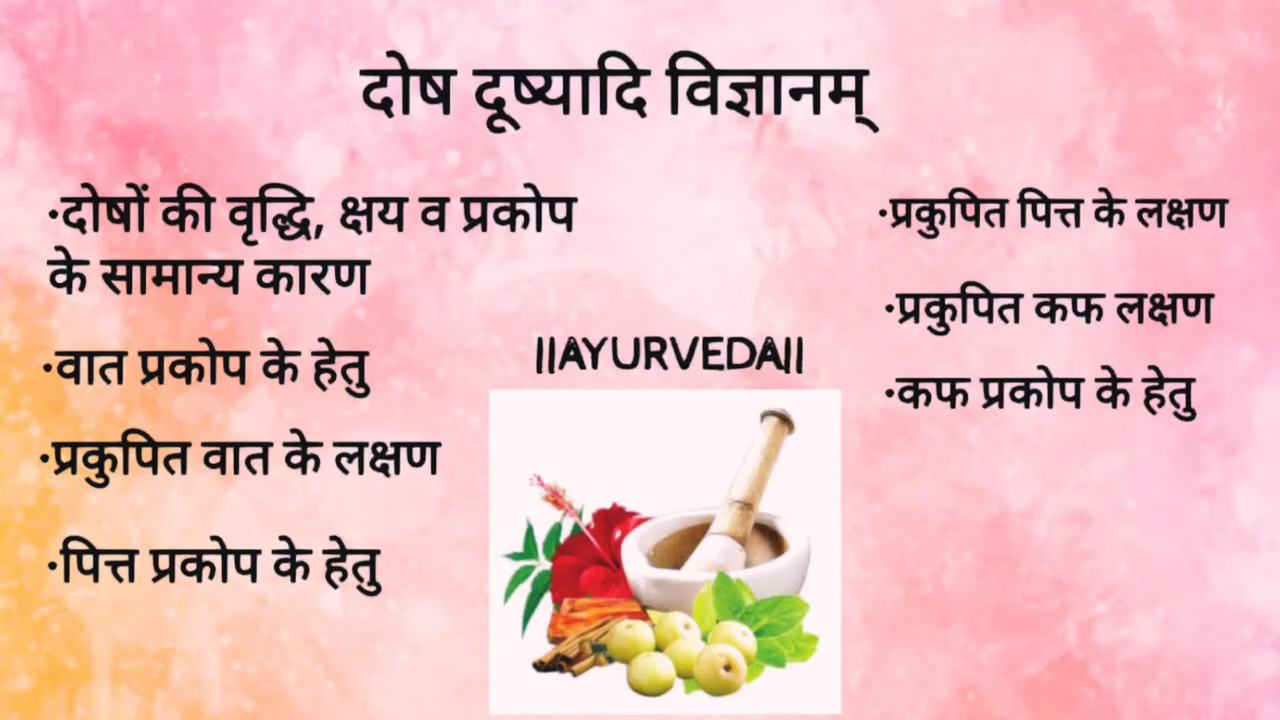 दोष दूष्यादि विज्ञानम्
·दोषों की वृद्धि, क्षय व प्रकोप
के सामान्य कारण
·वात प्रकोप के हेतु
·प्रकुपित वात के लक्षण
·पित्त प्रकोप के हेतु
||AYURVEDA||
·प्रकुपित पित्त के लक्षण
·प्रकुपित कफ लक्षण
·कफ प्रकोप के हेतु